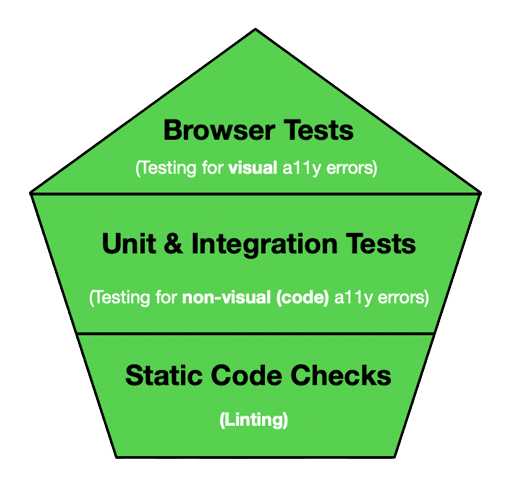 Browser Tests
(Testing for visual a11y errors)
Unit & Integration Tests
(Testing for non-visual (code) a11y errors)
Static Code Checks
(Linting)